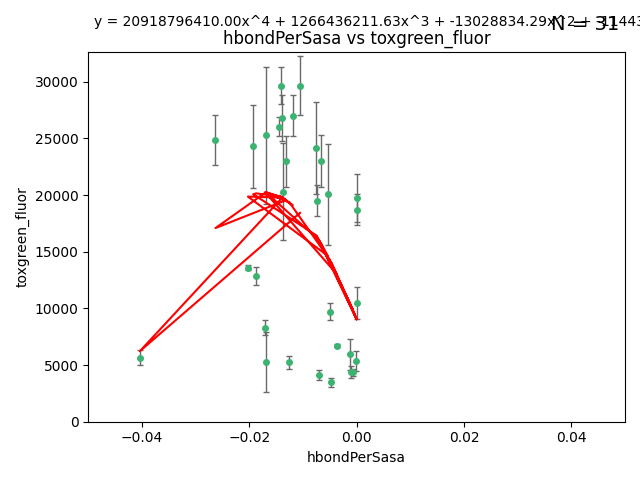 y = 20918796410.00x^4 + 1266436211.63x^3 + -13028834.29x^2 +
N = 31
hbondPerSasa vs toxgreen_fluor
30000
25000
20000
15000
10000
5000
0
toxgreen_fluor
−0.04
−0.02
0.00
0.02
0.04
hbondPerSasa